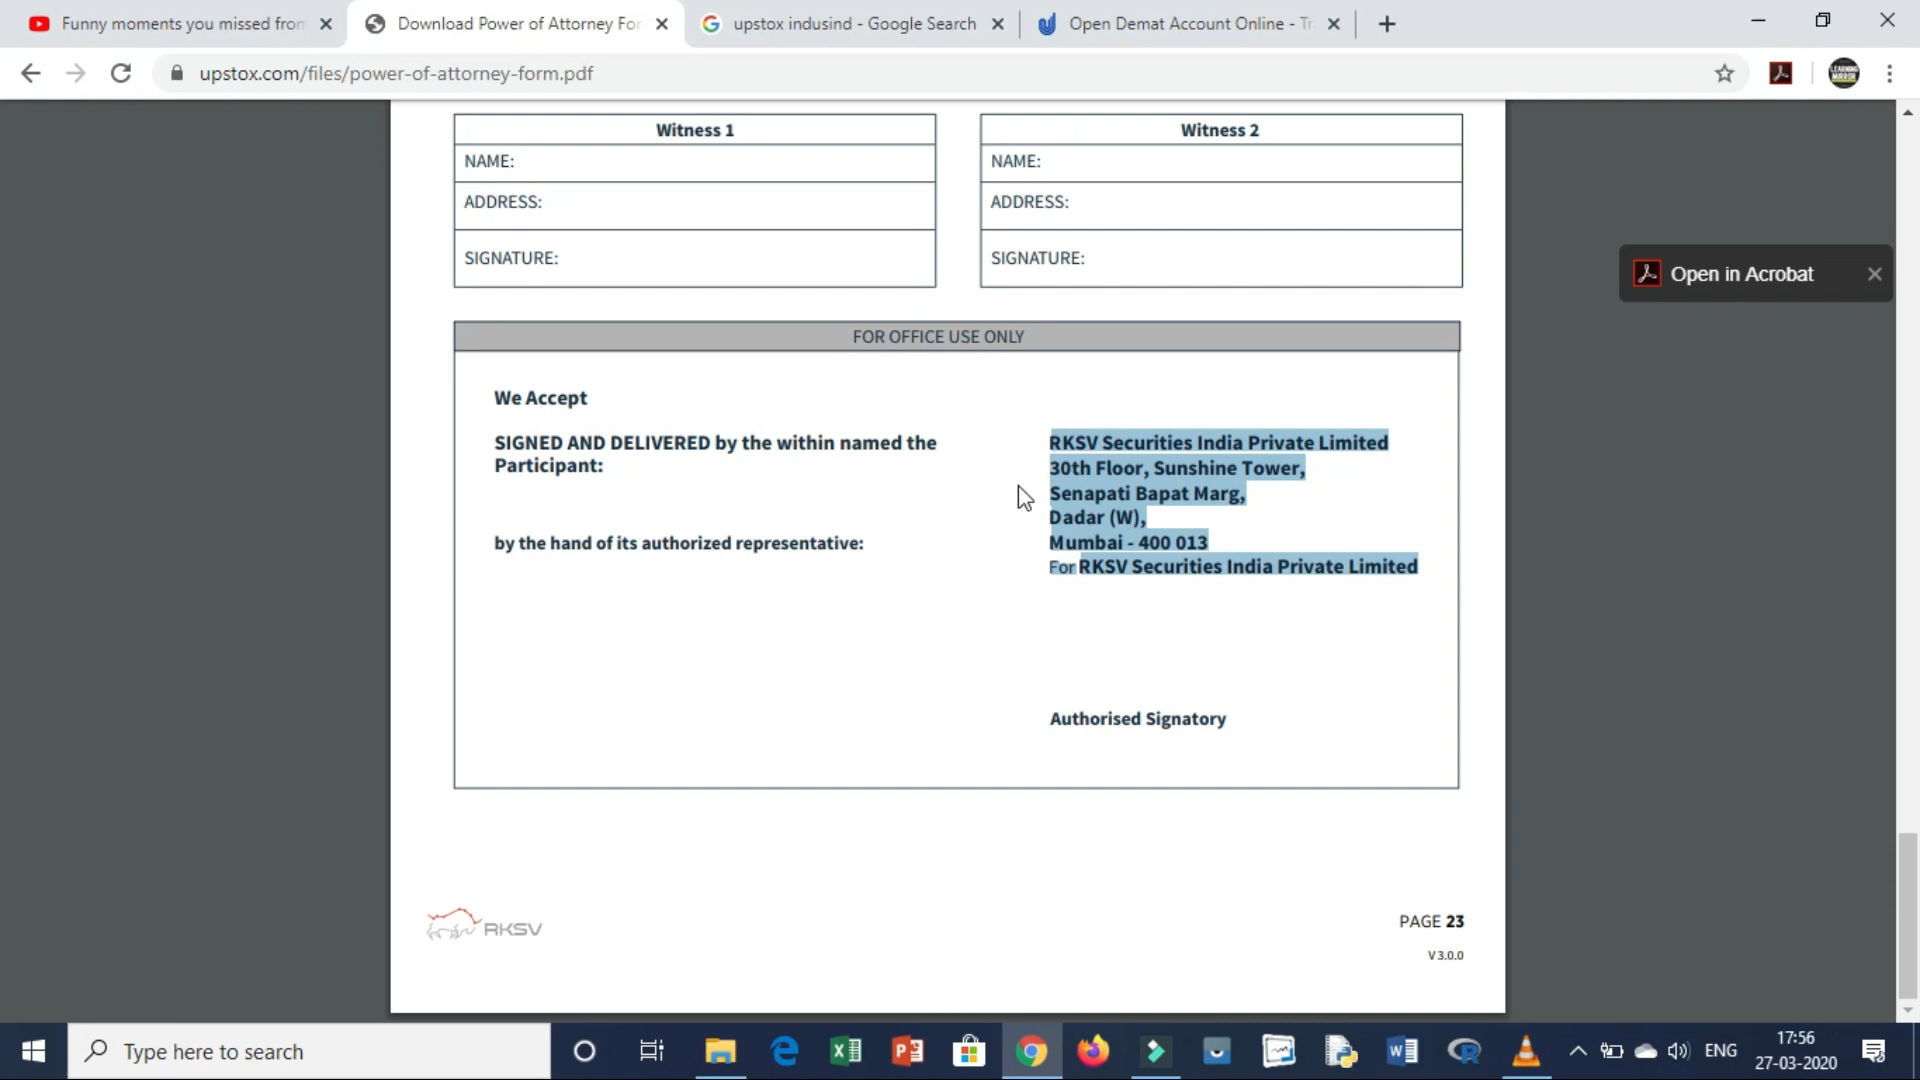 Funny moments you missed from
Download Power of Attorney For
upstox indusind - Google Search
Open Demat Account Online - Tr
upstox.com/files/power-of-attorney-form.pdf
Witness 1
NAME:
ADDRESS:
SIGNATURE:
Witness 2
NAME:
ADDRESS:
SIGNATURE:
Open in Acrobat
FOR OFFICE USE ONLY
We Accept
SIGNED AND DELIVERED by the within named the
Participant:
by the hand of its authorized representative:
RKSV Securities India Private Limited
30th Floor, Sunshine Tower,
Senapati Bapat Marg,
Dadar (W),
Mumbai - 400 013
For RKSV Securities India Private Limited
Authorised Signatory
RKSV
PAGE 23
V 3.0.0
Type here to search
ENG
17:56
27-03-2020